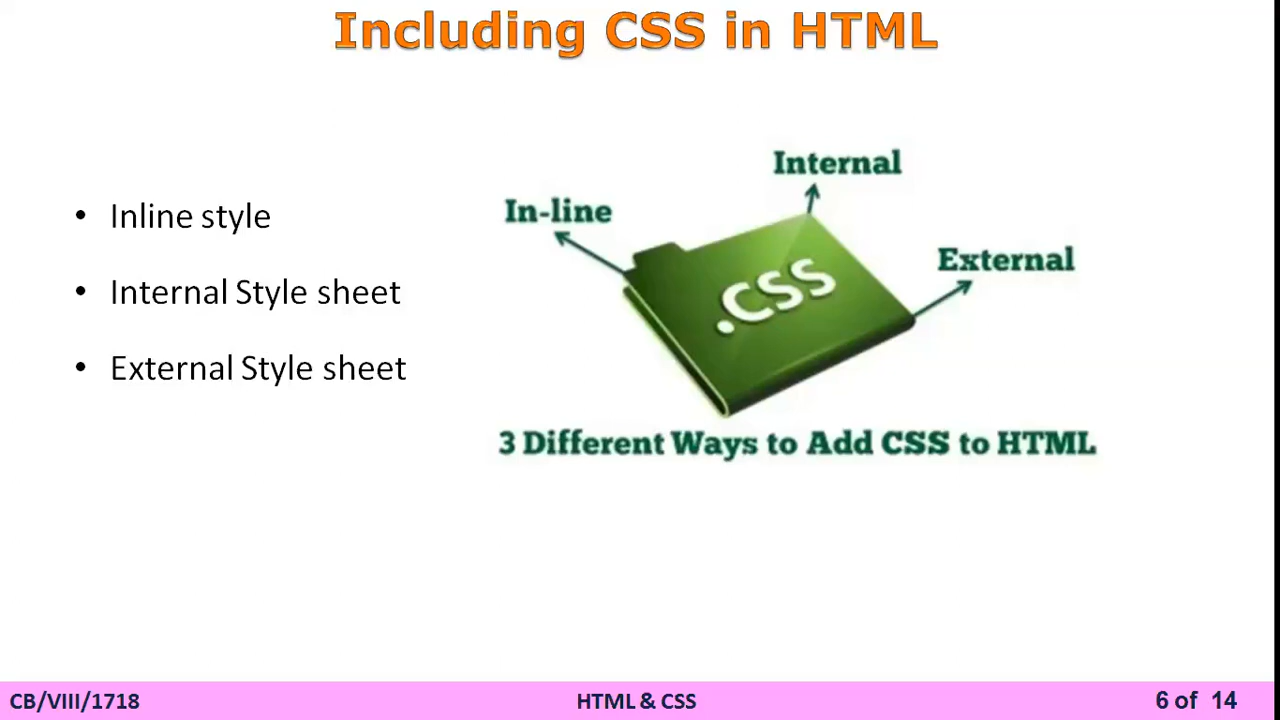 Including CSS in HTML
• Inline style
• Internal Style sheet
• External Style sheet
In-line
Internal
External
.CSS
3 Different Ways to Add CSS to HTML
CB/VIII/1718
HTML & CSS
6 of 14